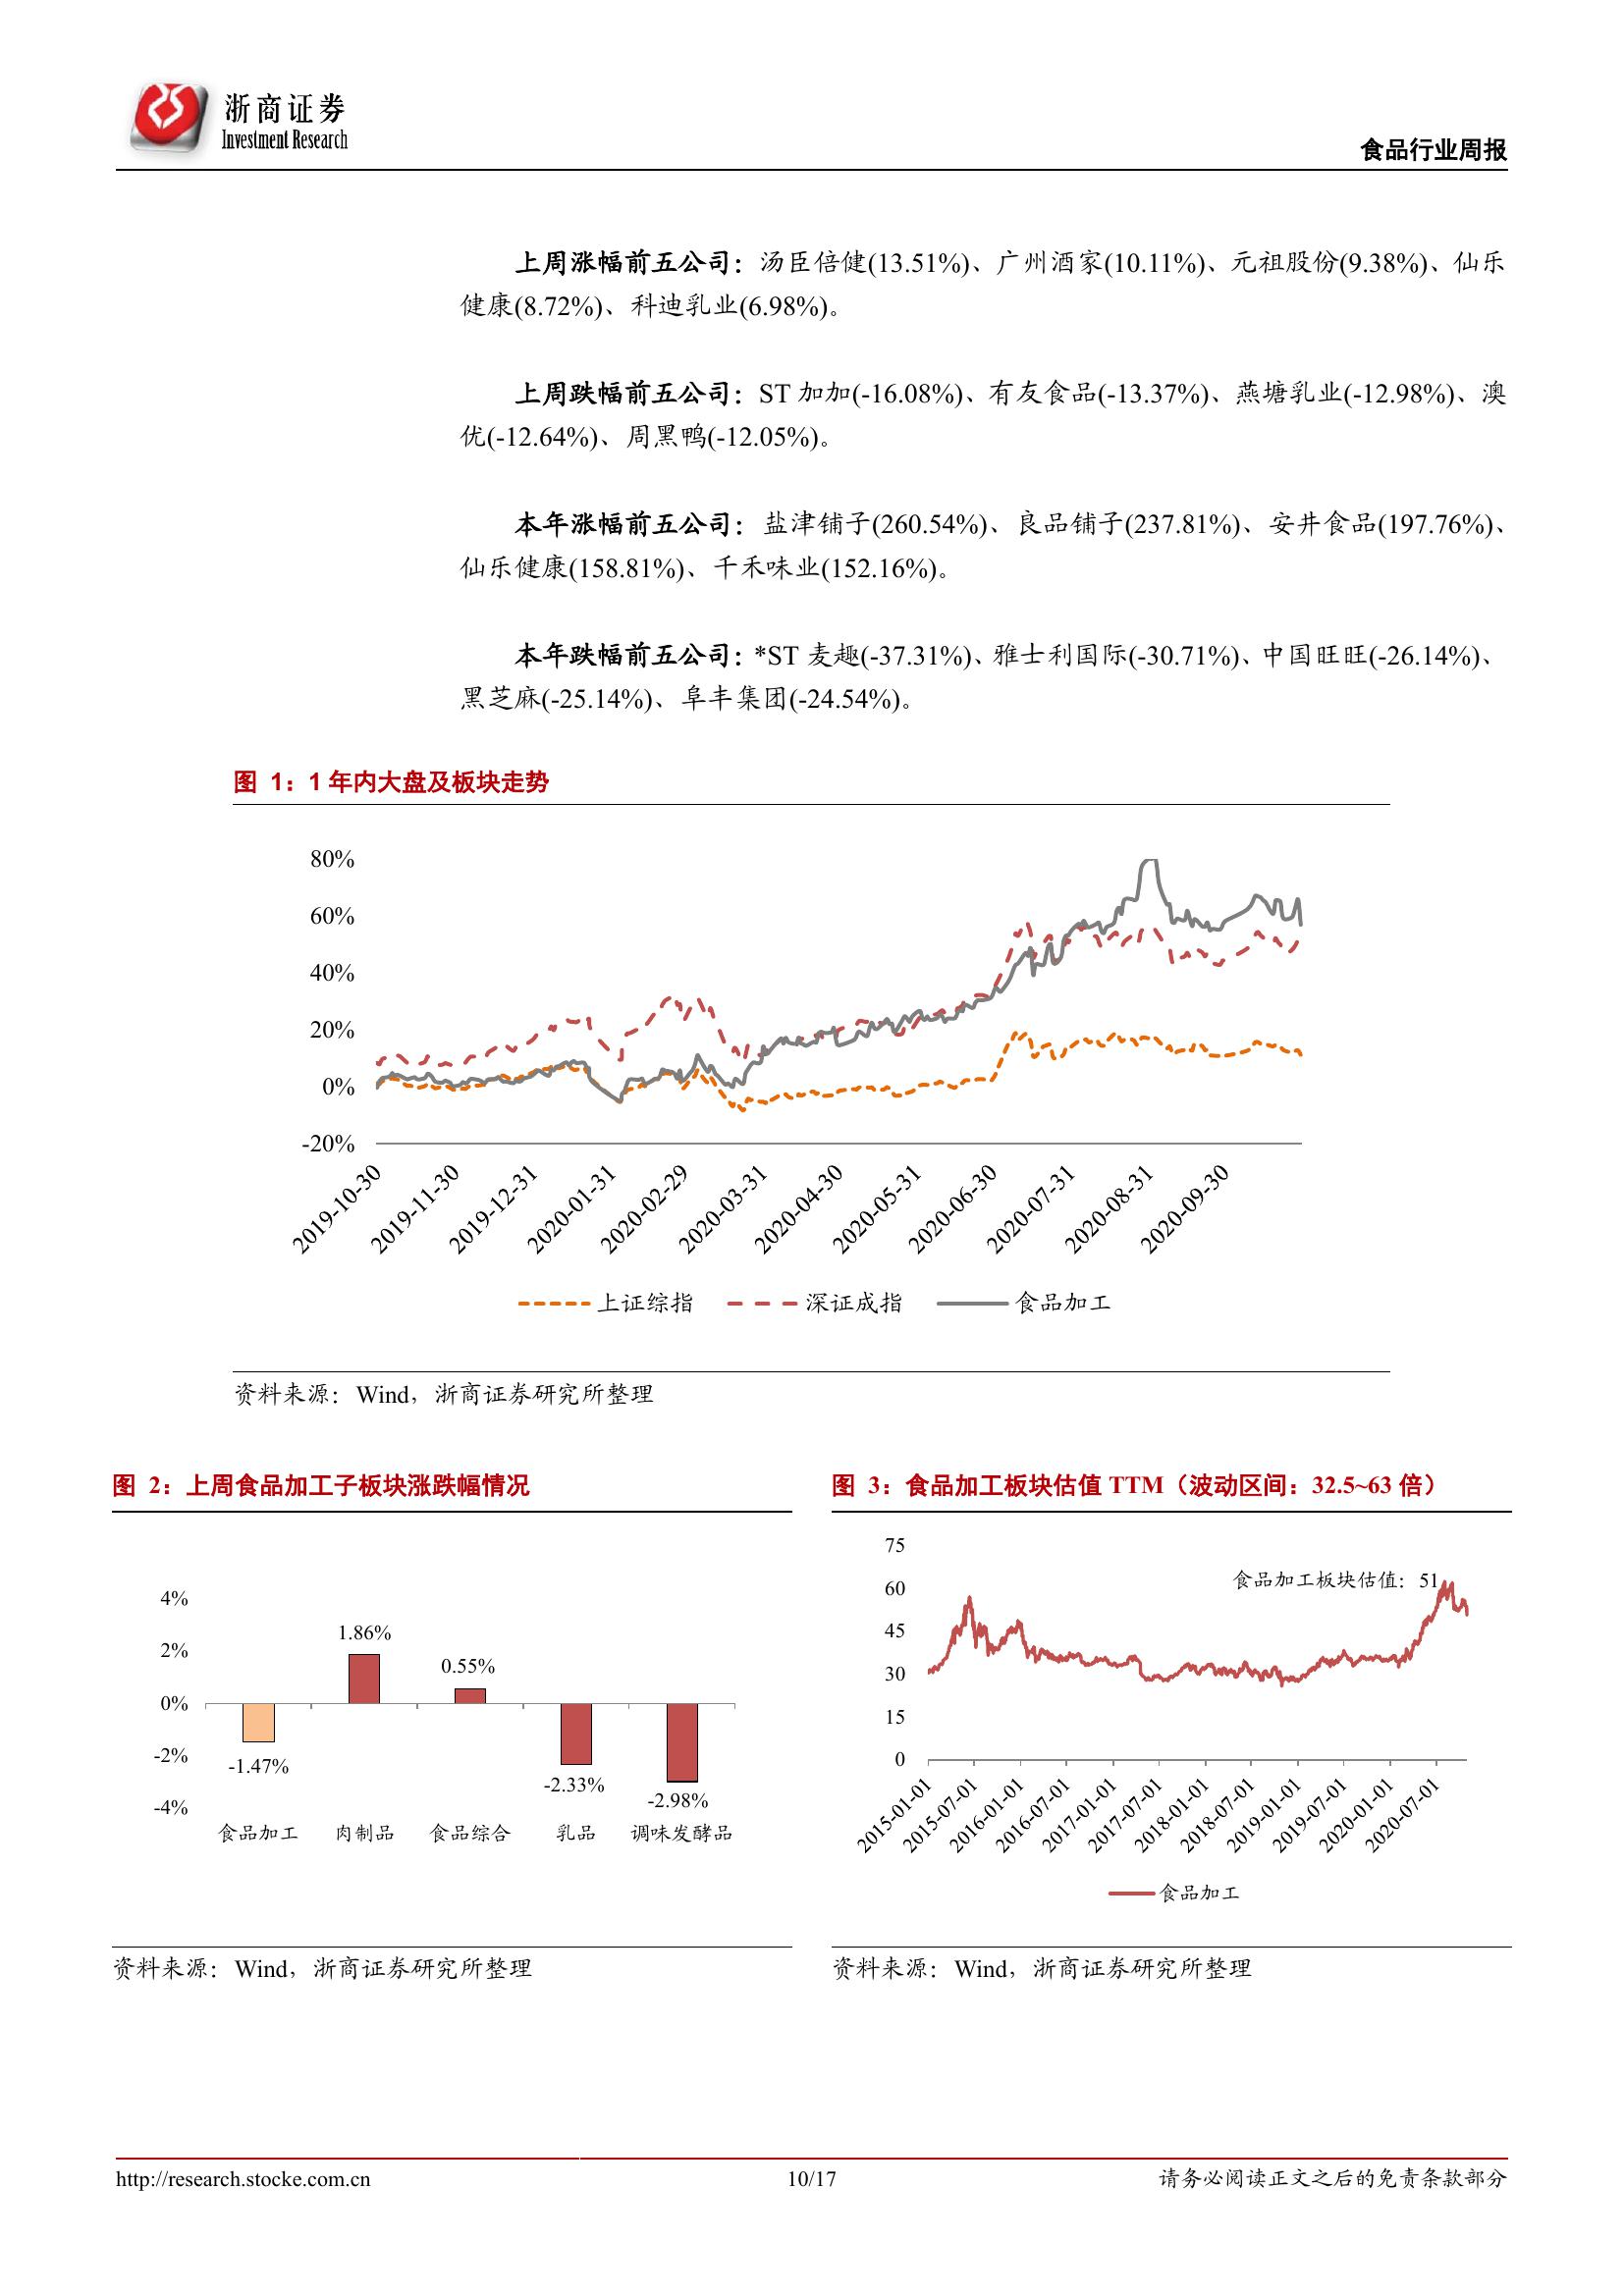 浙商证券
Investment Research
食品行业周报
上周涨幅前五公司：汤臣倍健(13.51%)、广州酒家(10.11%)、元祖股份(9.38%)、仙乐
健康(8.72%)、科迪乳业(6.98%)。
上周跌幅前五公司：ST 加加(-16.08%)、有友食品(-13.37%)、燕塘乳业(-12.98%)、澳
优(-12.64%)、周黑鸭(-12.05%)。
本年涨幅前五公司：盐津铺子(260.54%)、良品铺子(237.81%)、安井食品(197.76%)、
仙乐健康(158.81%)、千禾味业(152.16%)。
本年跌幅前五公司：*ST 麦趣(-37.31%)、雅士利国际(-30.71%)、中国旺旺(-26.14%)、
黑芝麻(-25.14%)、阜丰集团(-24.54%)。
图 1：1 年内大盘及板块走势
80%
60%
40%
20%
0%
-20%
2019-10-30
2019-11-30
2019-12-31
2020-01-31
2020-02-29
2020-03-31
2020-04-30
2020-05-31
2020-06-30
2020-07-31
2020-08-31
2020-09-30
上证综指 深证成指 食品加工
资料来源：Wind，浙商证券研究所整理
图 2：上周食品加工子板块涨跌幅情况
4%
2%
0%
-2%
-4%
-1.47%
1.86%
0.55%
-2.33%
-2.98%
食品加工 肉制品 食品综合 乳品 调味发酵品
资料来源：Wind，浙商证券研究所整理
图 3：食品加工板块估值 TTM（波动区间：32.5~63 倍）
75
60
45
30
15
0
食品加工板块估值：51
2015-01-01
2015-07-01
2016-01-01
2016-07-01
2017-01-01
2017-07-01
2018-01-01
2018-07-01
2019-01-01
2019-07-01
2020-01-01
2020-07-01
食品加工
资料来源：Wind，浙商证券研究所整理
http://research.stocke.com.cn 10/17 请务必阅读正文之后的免责条款部分